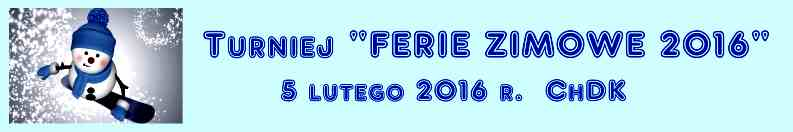 Turniej "FERIE ZIMOWE 2016"
5 lutego 2016 r. ChDK